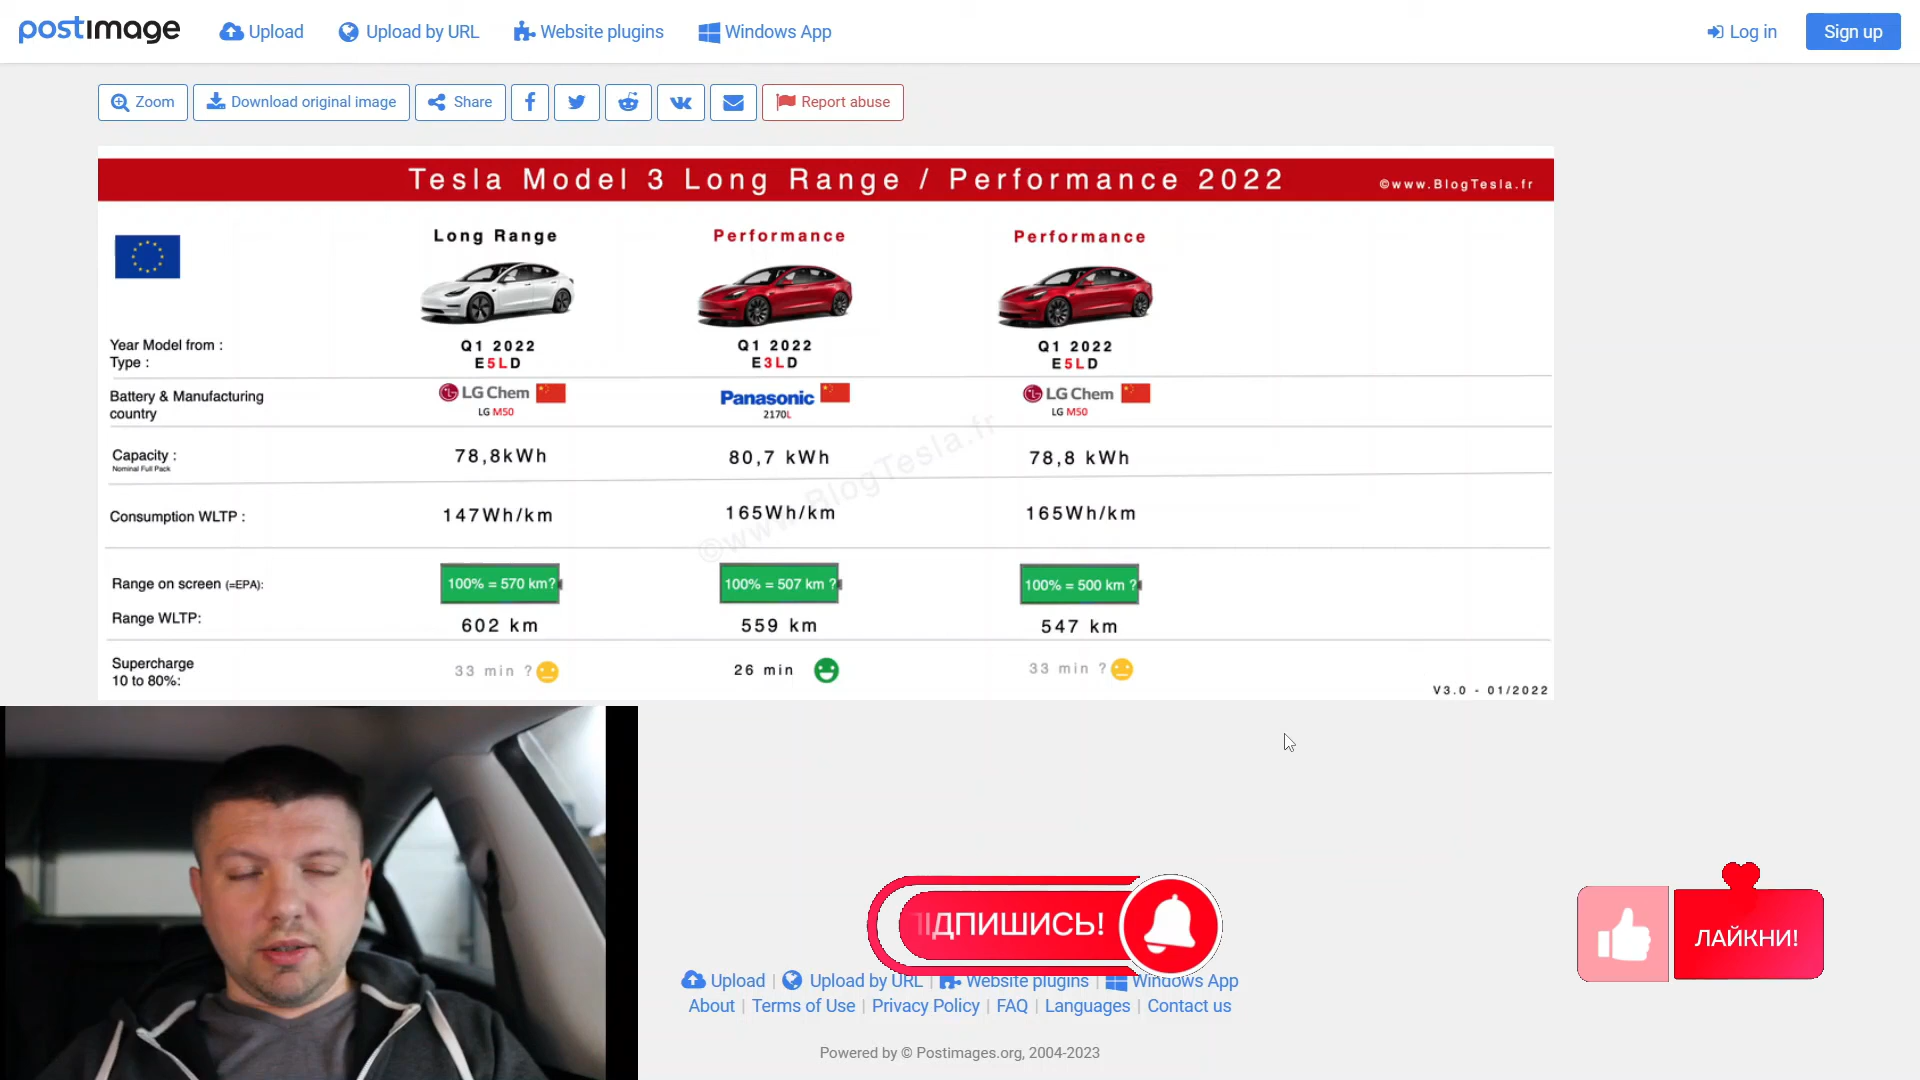 postimage Upload Upload by URL Website plugins Windows App Log in Sign up
Zoom Download original image Share Report abuse
Tesla Model 3 Long Range / Performance 2022 ©www.BlogTesla.fr
Long Range Performance Performance
Year Model from : Q1 2022 Q1 2022 Q1 2022
Type : E5LD E3LD E5LD
Battery & Manufacturing country LG Chem Panasonic LG Chem
LG M50 2170L LG M50
Capacity : 78,8kWh 80,7 kWh 78,8 kWh
Nominal Full Pack
©www.BlogTesla.fr
Consumption WLTP : 147Wh/km 165Wh/km 165Wh/km
Range on screen (=EPA): 100% = 570 km? 100% = 507 km ? 100% = 500 km ?
Range WLTP: 602 km 559 km 547 km
Supercharge
10 to 80%: 33 min ? 26 min 33 min ?
V3.0 - 01/2022
ІДПИШИСЬ!
ЛАЙКНИ!
Upload | Upload by URL | Website plugins | Windows App
About | Terms of Use | Privacy Policy | FAQ | Languages | Contact us
Powered by © Postimages.org, 2004-2023